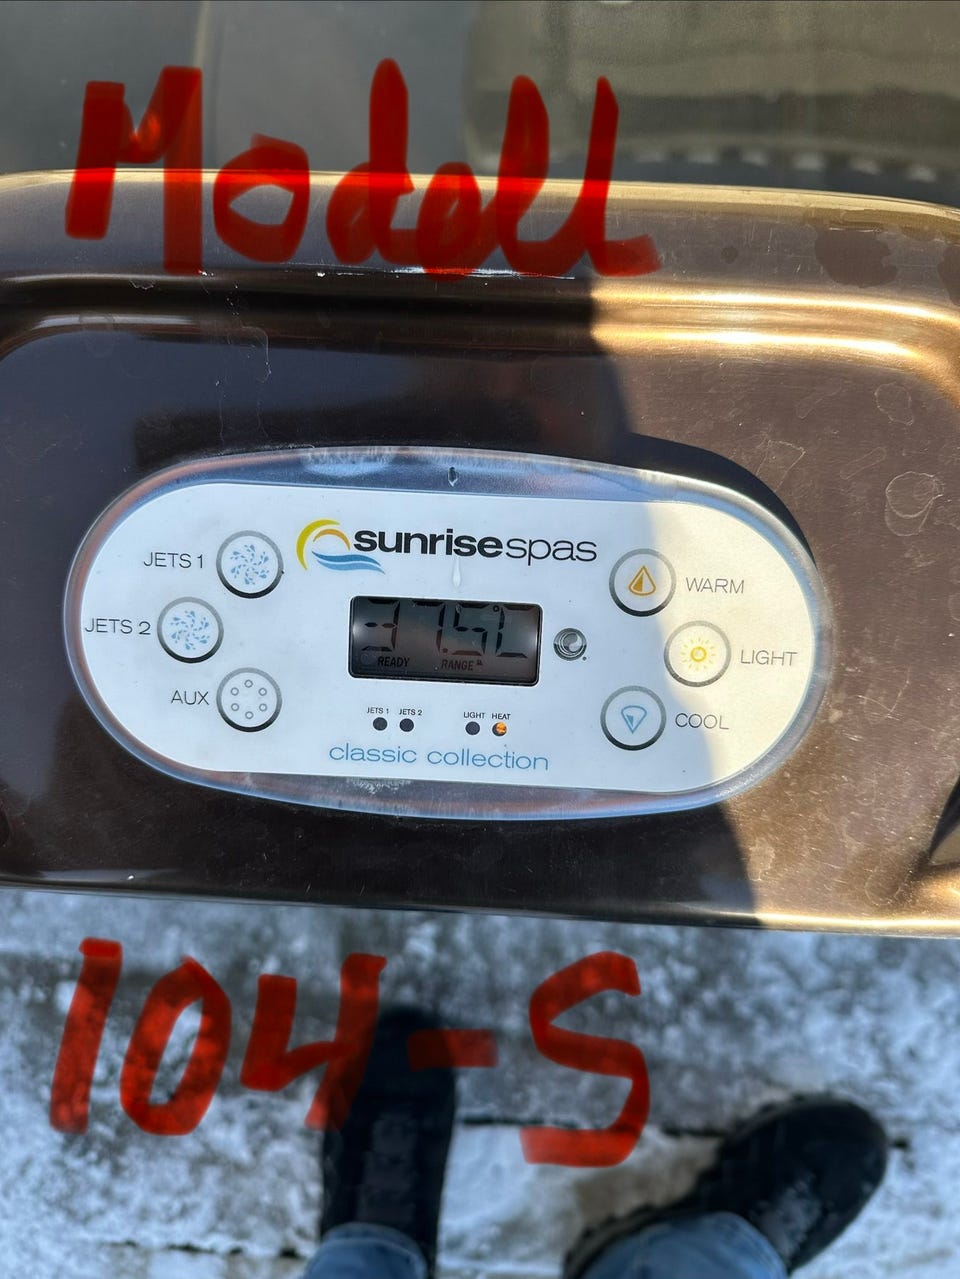 Modell
sunrisespas
JETS 1
WARM
JETS 2
37.5C
LIGHT
READY RANGE
AUX
COOL
JETS 1 JETS 2 LIGHT HEAT
classic collection
104-S